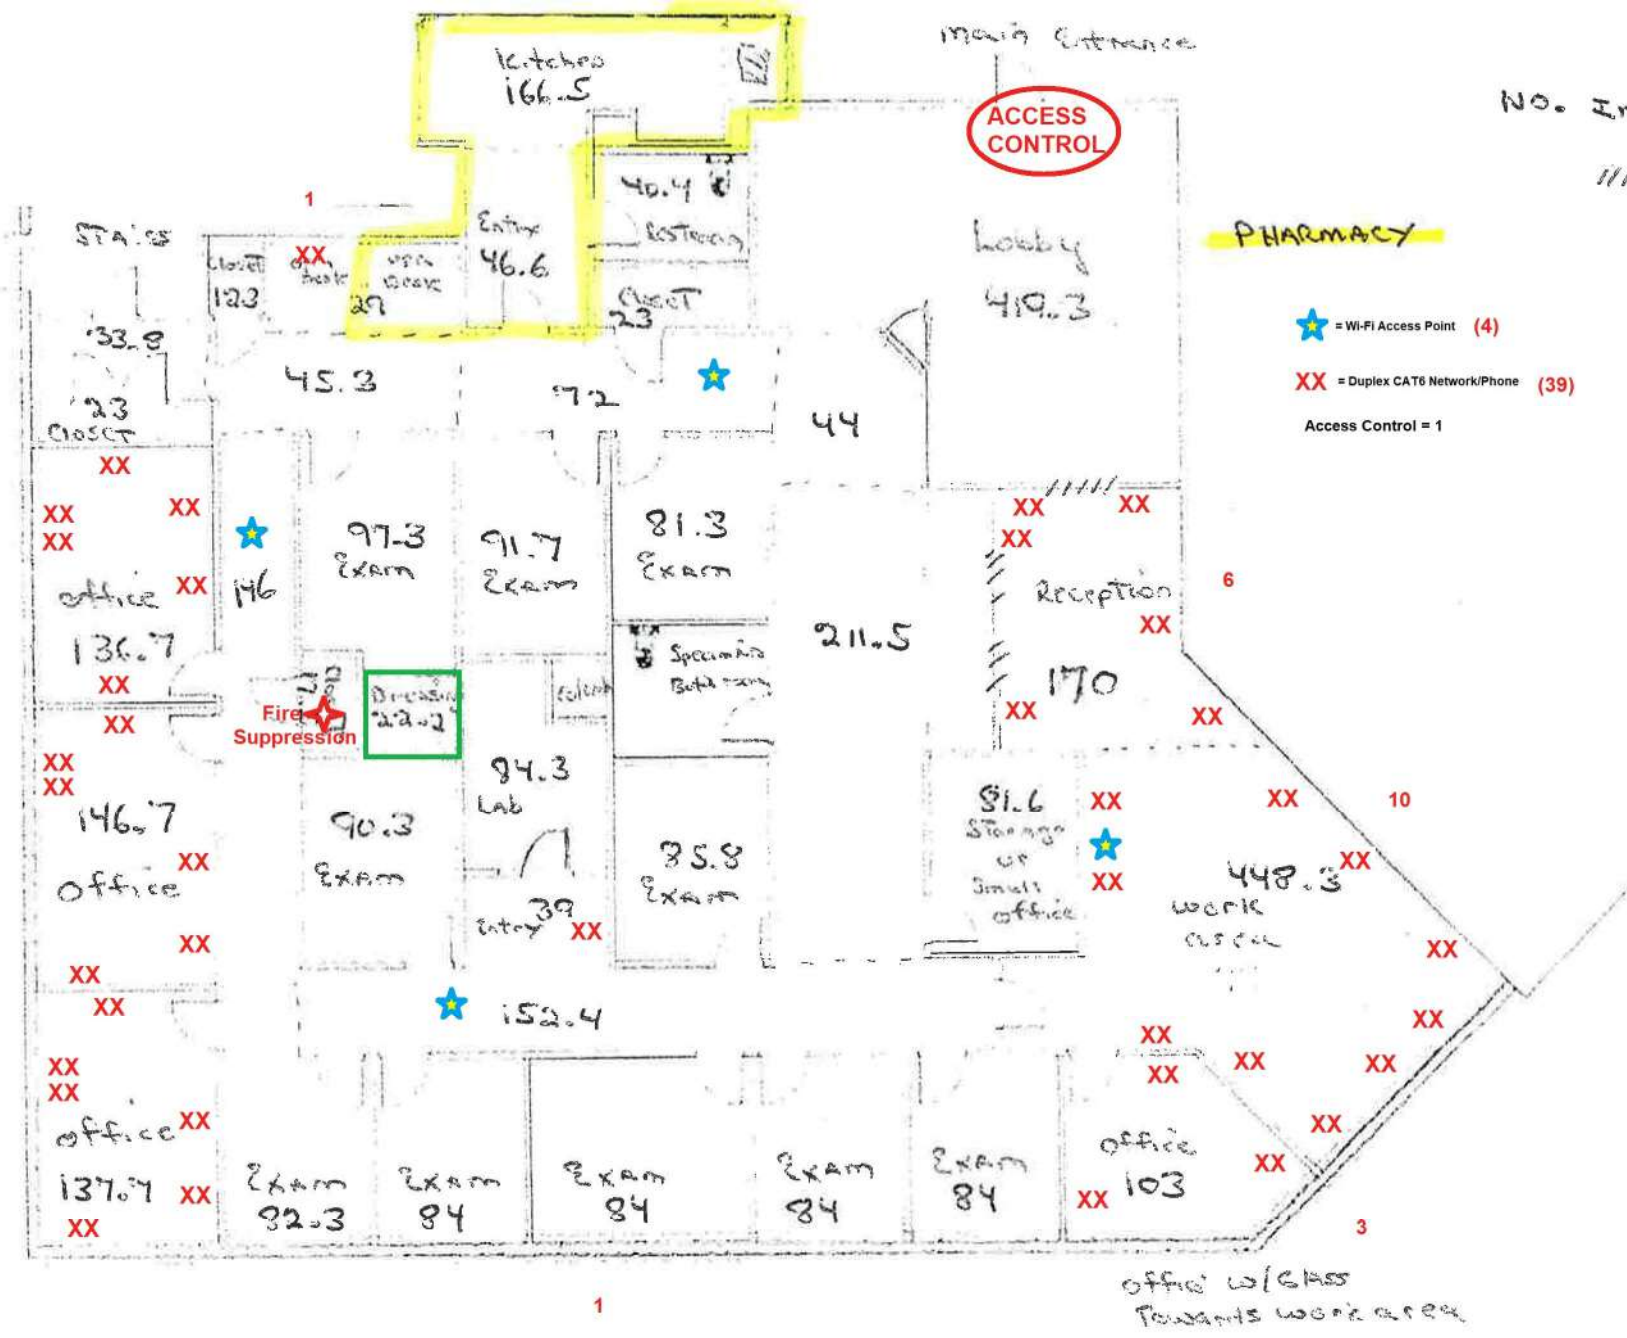 Main Entrance
Kitchen
166.5
ACCESS
CONTROL
NO.
1
STAIRS
Closet
123
XX
Desk
27
Desk
Entry
46.6
40.4
Restroom
Closet
23
Lobby
419.3
PHARMACY
= Wi-Fi Access Point (4)
XX = Duplex CAT6 Network/Phone (39)
Access Control = 1
33.8
23
Closet
45.3
72
44
XX
XX
XX
XX
XX
office
136.7
XX
146
97.3
Exam
91.7
Exam
81.3
Exam
211.5
XX
XX
XX
Reception
XX
170
XX
XX
6
Fire
Suppression
22.2
XX
XX
XX
146.7
office
XX
XX
XX
90.3
Exam
84.3
Lab
Entry
39
XX
85.8
Exam
81.6
Storage
or
Small
office
XX
XX
XX
XX
448.3
work
area
XX
10
XX
XX
XX
XX
XX
152.4
XX
XX
XX
office
137.7
XX
XX
XX
Exam
82.3
Exam
84
Exam
84
Exam
84
Exam
84
XX
office
103
XX
XX
3
1
office w/Glass
Towards work area